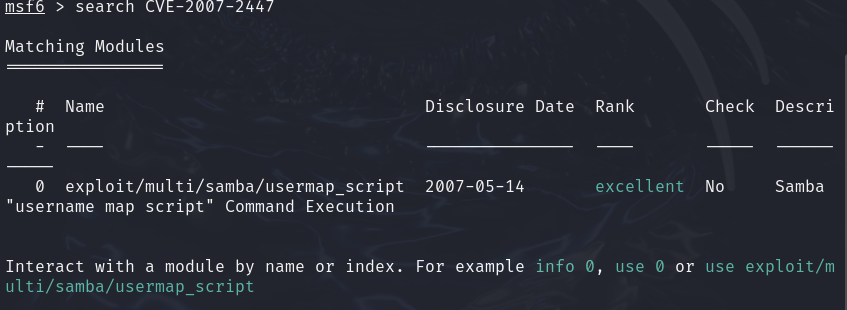 msf6 > search CVE-2007-2447
Matching Modules
================
   #  Name                                Disclosure Date  Rank       Check  Descri
ption
   -  ----                                ---------------  ----       -----  ------
-----
   0  exploit/multi/samba/usermap_script  2007-05-14       excellent  No     Samba
"username map script" Command Execution
Interact with a module by name or index. For example info 0, use 0 or use exploit/m
ulti/samba/usermap_script